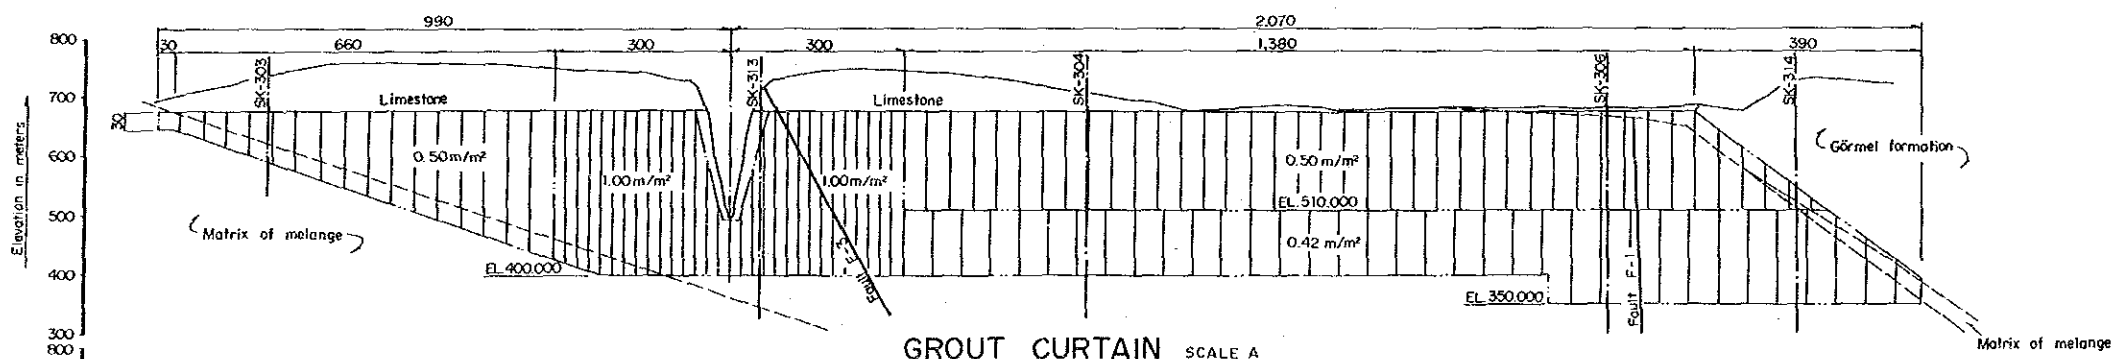 990
2.070
800
30
660
300
300
1,380
390
SK-303
SK-313
SK-304
SK-306
SK-314
700
Limestone
Limestone
30
Elavation in meters
600
0.50 m/m²
1.00 m/m²
1.00 m/m²
0.50 m/m²
Görmel formation
500
EL.510.000
Matrix of melange
0.42 m/m²
400
EL.400.000
Fault F-3
EL.350.000
Fault F-1
300
800
GROUT CURTAIN SCALE A
Matrix of melange